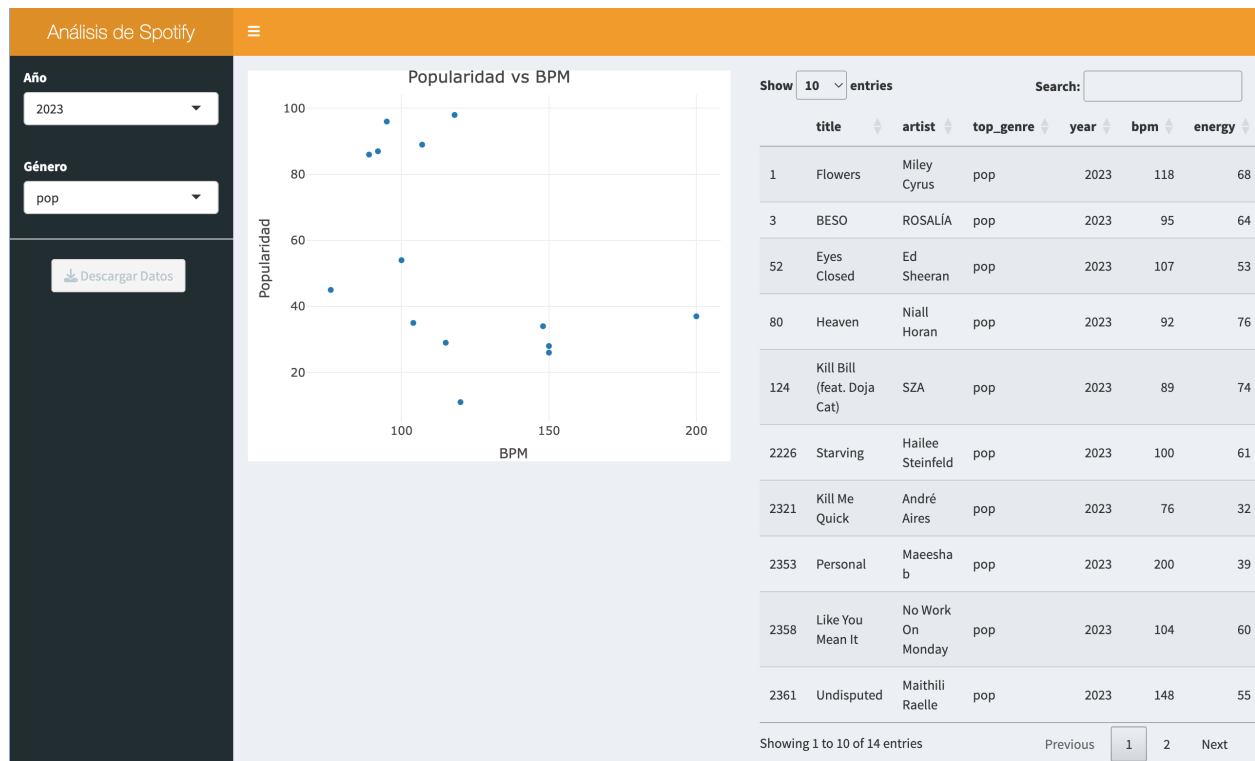 Análisis de Spotify
Año
2023
Género
pop
Descargar Datos
Popularidad vs BPM
Popularidad
100
80
60
40
20
100 150 200
BPM
Show 10 entries Search:
title artist top_genre year bpm energy
1 Flowers Miley Cyrus pop 2023 118 68
3 BESO ROSALÍA pop 2023 95 64
52 Eyes Closed Ed Sheeran pop 2023 107 53
80 Heaven Niall Horan pop 2023 92 76
124 Kill Bill (feat. Doja Cat) SZA pop 2023 89 74
2226 Starving Hailee Steinfeld pop 2023 100 61
2321 Kill Me Quick André Aires pop 2023 76 32
2353 Personal Maeesha b pop 2023 200 39
2358 Like You Mean It No Work On Monday pop 2023 104 60
2361 Undisputed Maithili Raelle pop 2023 148 55
Showing 1 to 10 of 14 entries Previous 1 2 Next